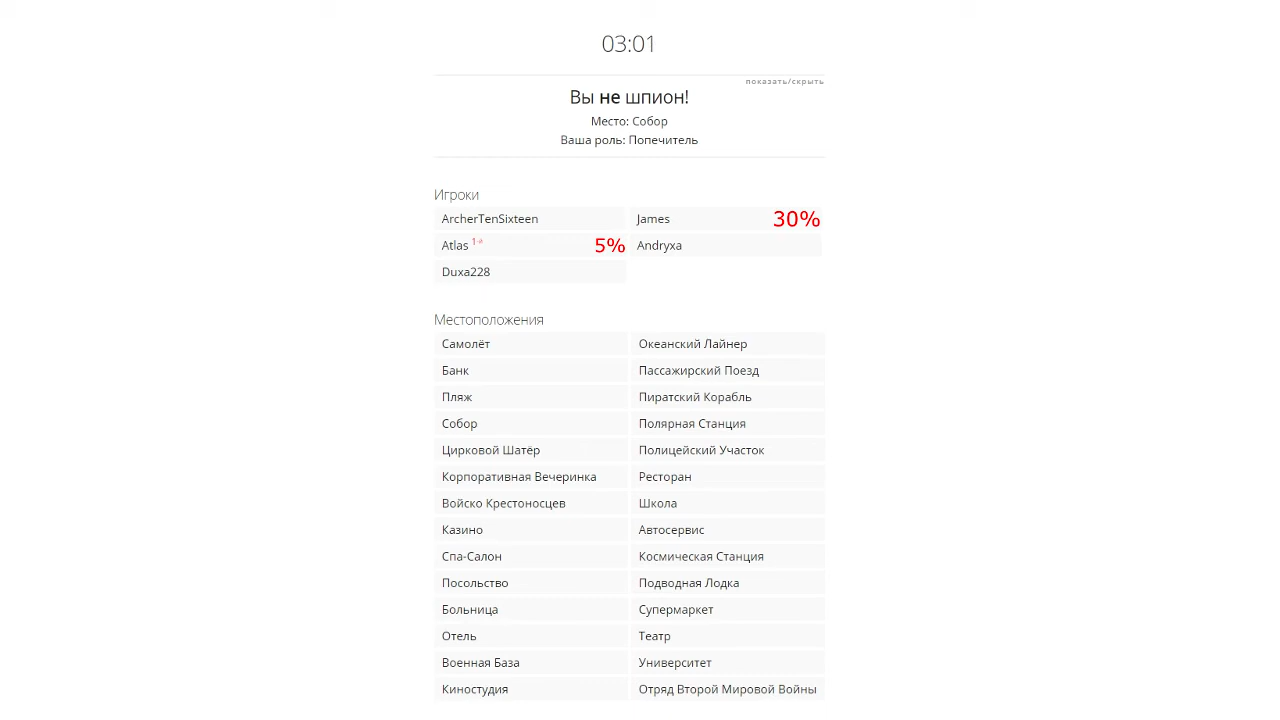 03:01
показать/скрыть
Вы не шпион!
Место: Собор
Ваша роль: Попечитель
Игроки
ArcherTenSixteen James 30%
Atlas 1-й 5% Andryxa
Duxa228
Местоположения
Самолёт Океанский Лайнер
Банк Пассажирский Поезд
Пляж Пиратский Корабль
Собор Полярная Станция
Цирковой Шатёр Полицейский Участок
Корпоративная Вечеринка Ресторан
Войско Крестоносцев Школа
Казино Автосервис
Спа-Салон Космическая Станция
Посольство Подводная Лодка
Больница Супермаркет
Отель Театр
Военная База Университет
Киностудия Отряд Второй Мировой Войны